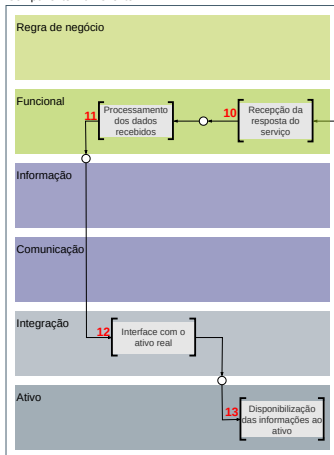 Regra de negócio
Funcional
11
Processamento
dos dados
recebidos
10
Recepção da
resposta do
serviço
Informação
Comunicação
Integração
12
Interface com o
ativo real
Ativo
13
Disponibilização
das informações ao
ativo